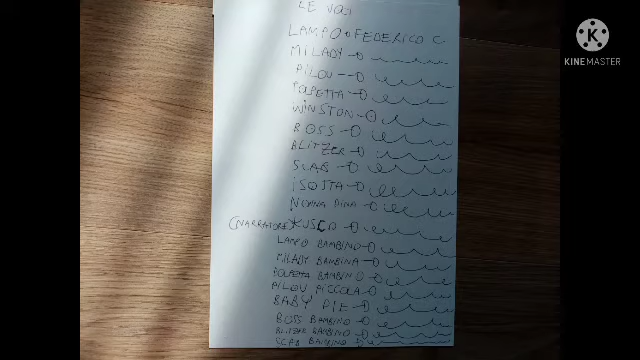 LE VOI
LAMPO → FEDERICO C.
MILADY
PILOU
POLPETTA
WINSTON
BOSS
BLITZER
SCAB
ISOTTA
NONNA PINA
(NARRATORE) KUSCO
LAMPO BAMBINO
MILADY BAMBINA
POLPETTA BAMBINO
PILOU PICCOLA
BABY PIE
BOSS BAMBINO
BLITZER BAMBINO
SCAB BAMBINO
K
KINEMASTER